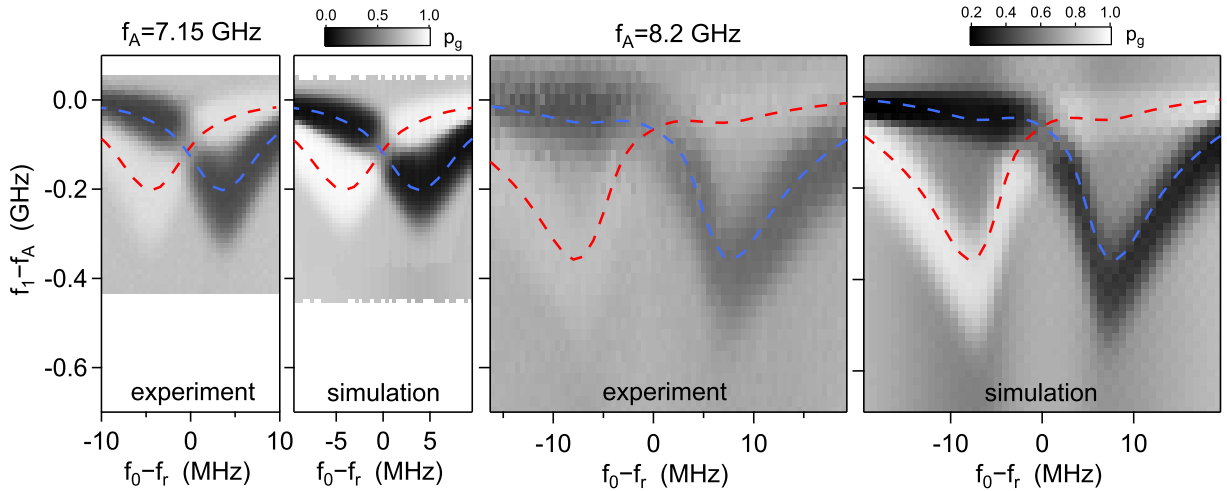 f_A=7.15 GHz
0.0 0.5 1.0
p_g
f_A=8.2 GHz
0.2 0.4 0.6 0.8 1.0
p_g
f_1−f_A (GHz)
0.0
-0.2
-0.4
-0.6
experiment
simulation
experiment
simulation
-10 -5 0 5 10
-5 0 5
-10 0 10
-10 0 10
f_0−f_r (MHz)
f_0−f_r (MHz)
f_0−f_r (MHz)
f_0−f_r (MHz)